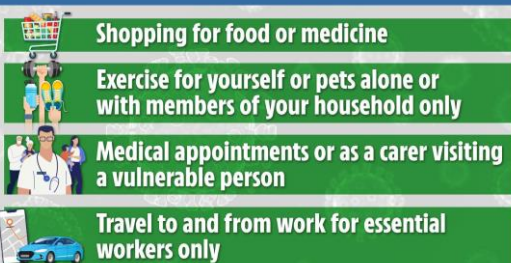 Shopping for food or medicine
Exercise for yourself or pets alone or
with members of your household only
Medical appointments or as a carer visiting
a vulnerable person
Travel to and from work for essential
workers only